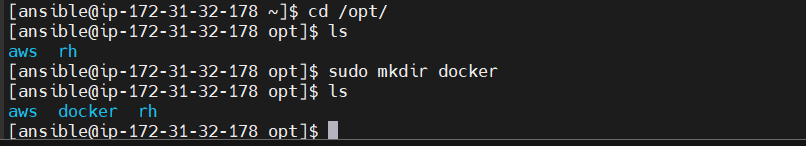 [ansible@ip-172-31-32-178 ~]$ cd /opt/
[ansible@ip-172-31-32-178 opt]$ ls
aws  rh
[ansible@ip-172-31-32-178 opt]$ sudo mkdir docker
[ansible@ip-172-31-32-178 opt]$ ls
aws  docker  rh
[ansible@ip-172-31-32-178 opt]$